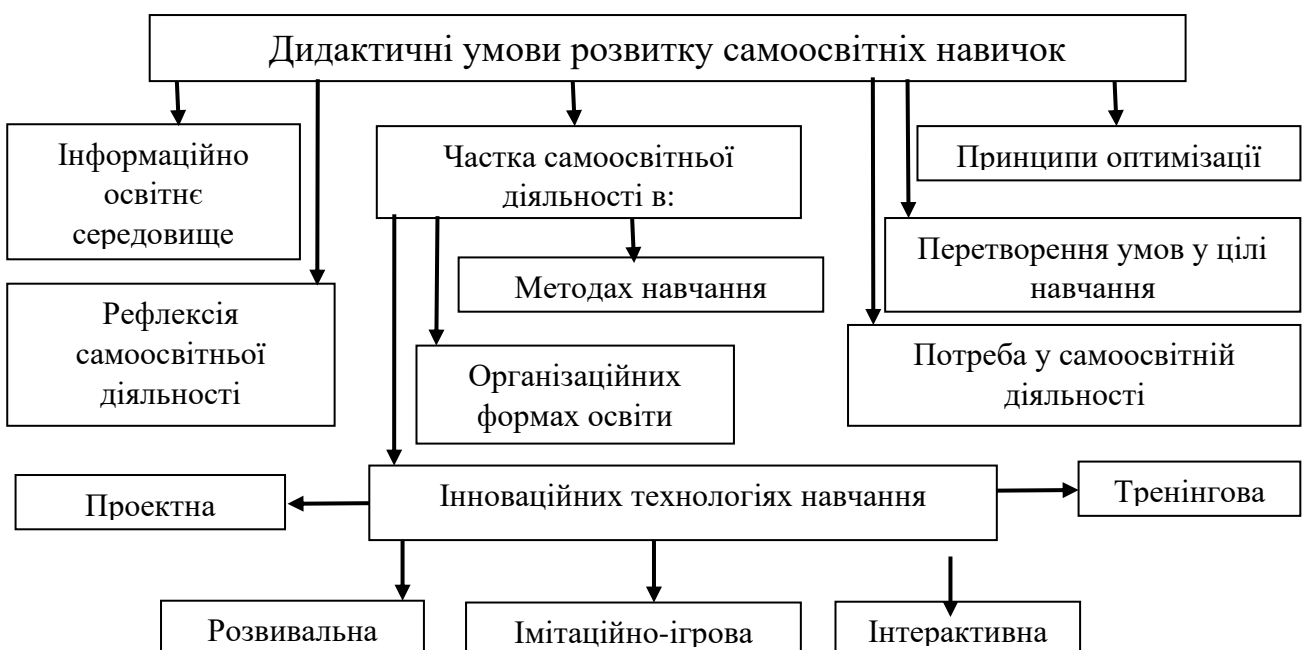 Дидактичні умови розвитку самоосвітніх навичок
Інформаційно
освітнє
середовище
Частка самоосвітньої
діяльності в:
Принципи оптимізації
Перетворення умов у цілі
навчання
Методах навчання
Рефлексія
самоосвітньої
діяльності
Організаційних
формах освіти
Потреба у самоосвітній
діяльності
Проектна
Інноваційних технологіях навчання
Тренінгова
Розвивальна
Імітаційно-ігрова
Інтерактивна